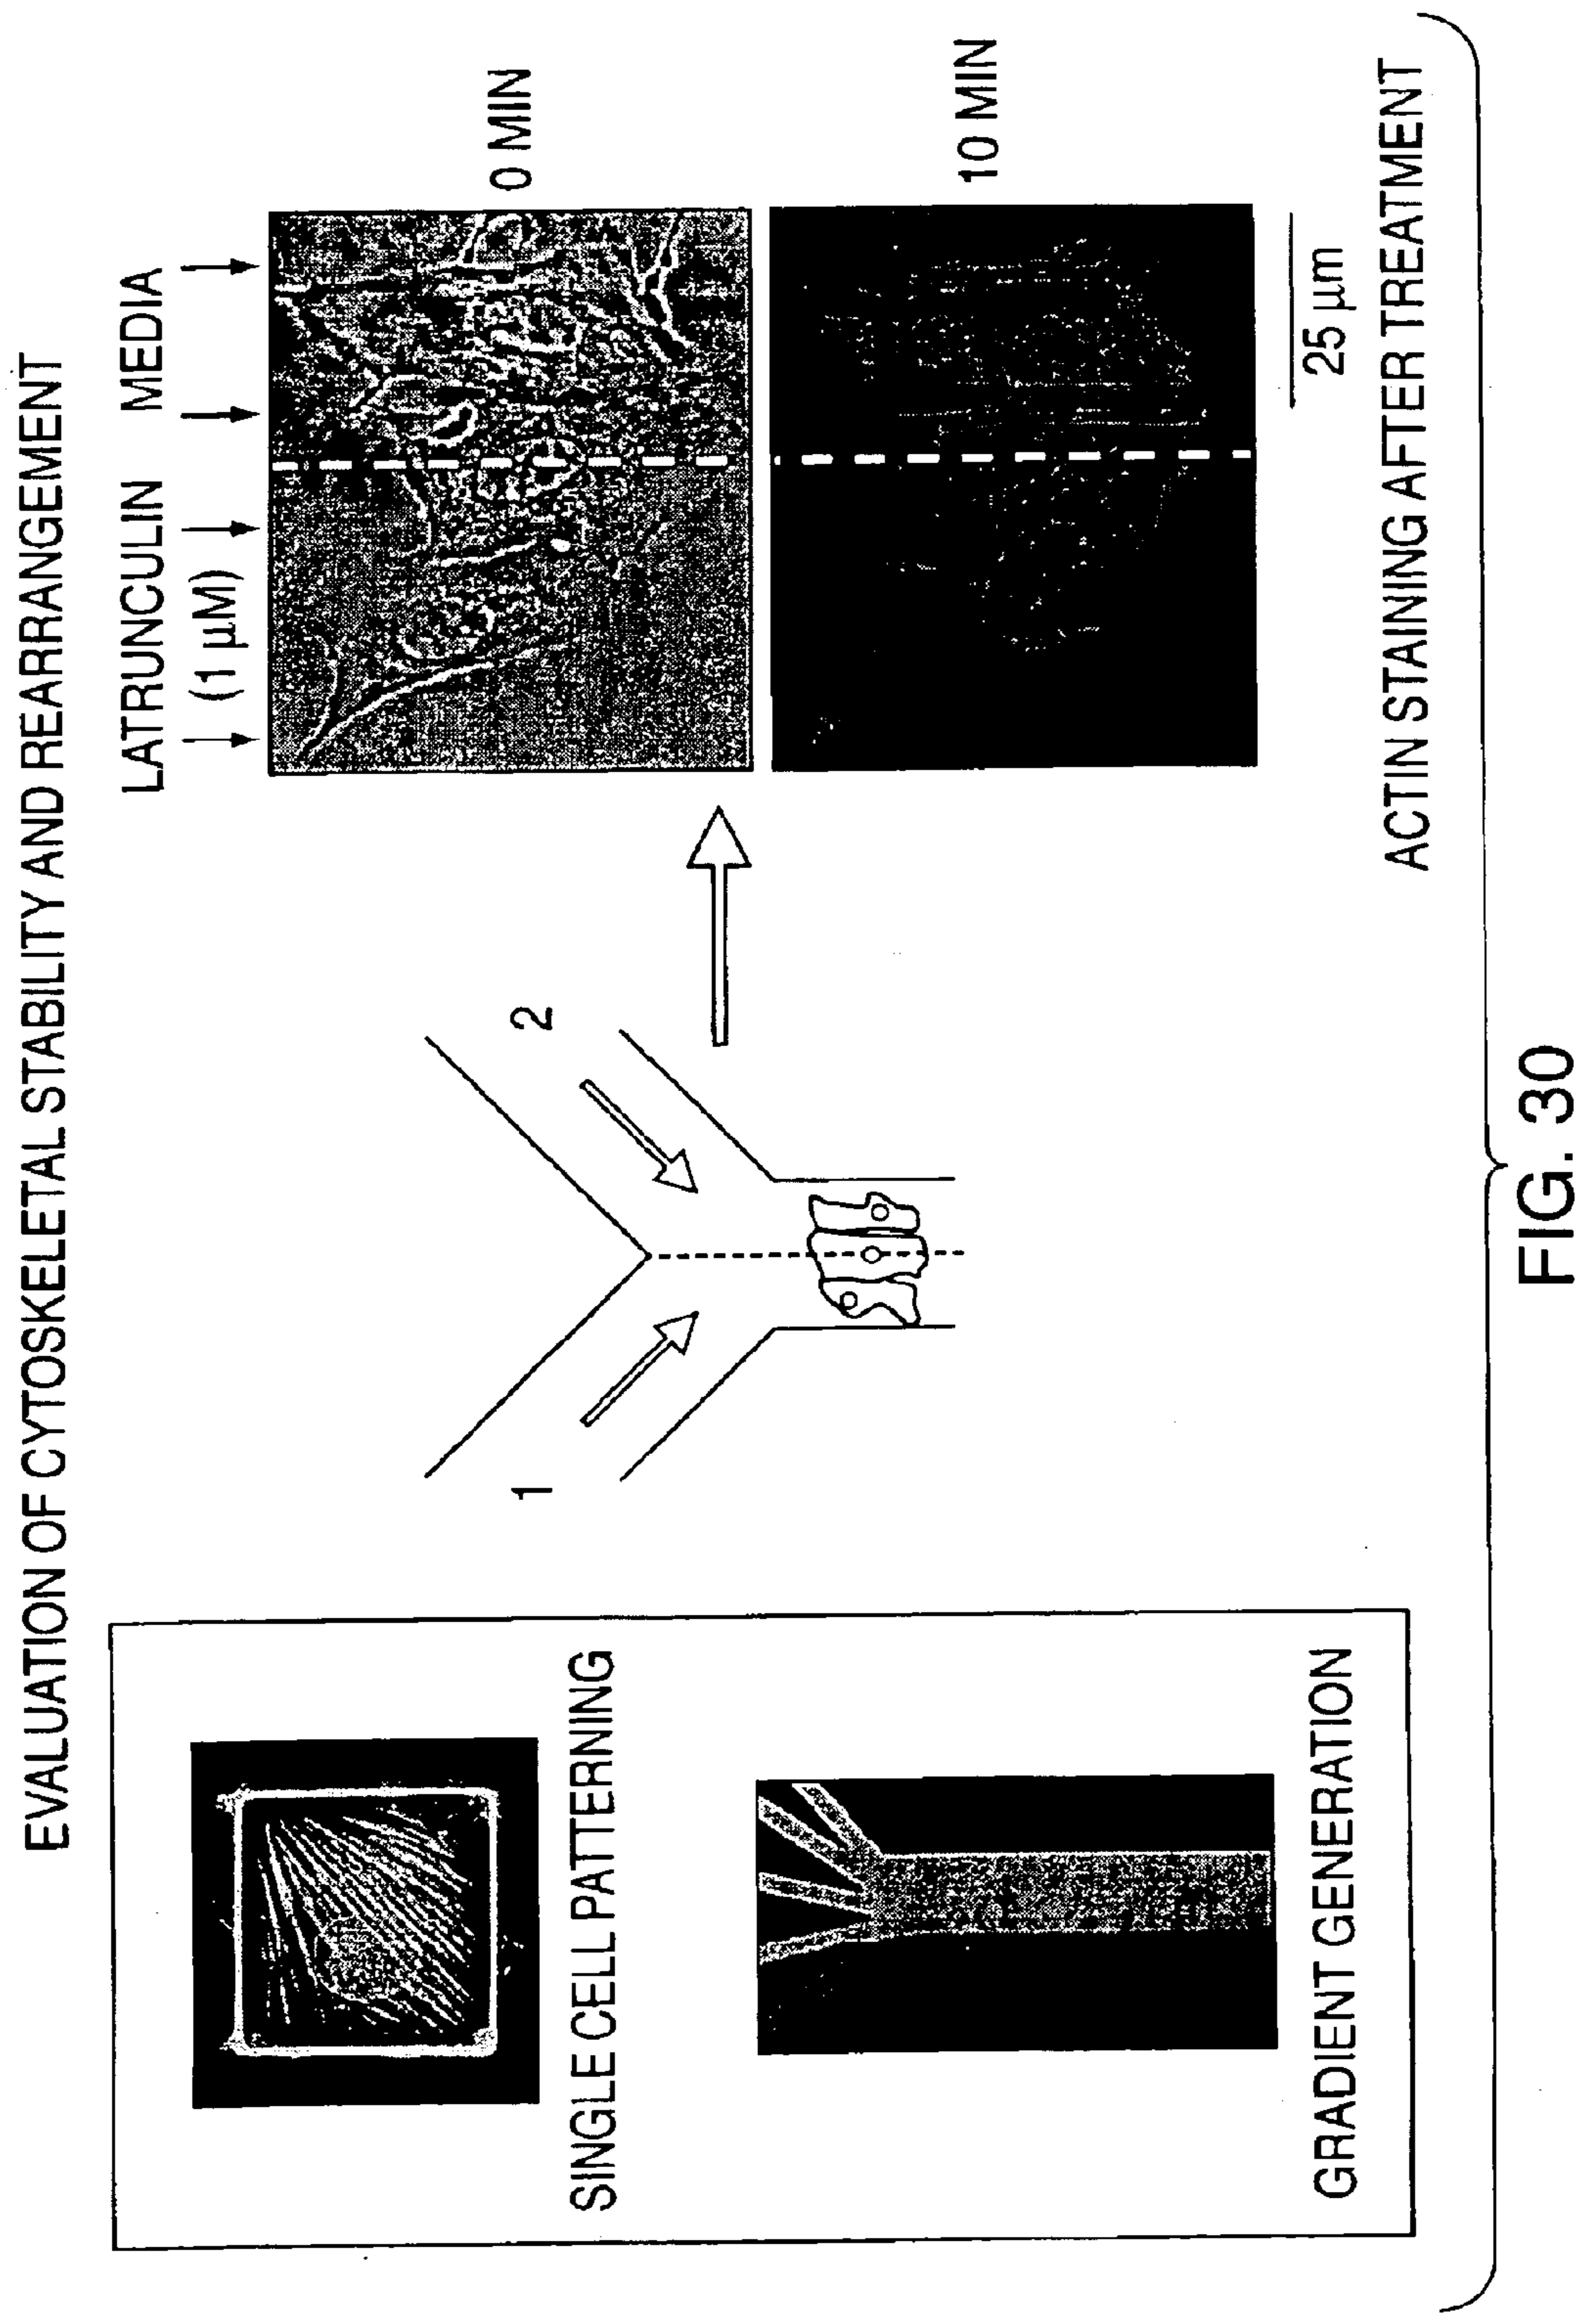 EVALUATION OF CYTOSKELETAL STABILITY AND REARRANGEMENT
SINGLE CELL PATTERNING
GRADIENT GENERATION
1
2
LATRUNCULIN MEDIA
(1 μM)
0 MIN
10 MIN
25 μm
ACTIN STAINING AFTER TREATMENT
FIG. 30